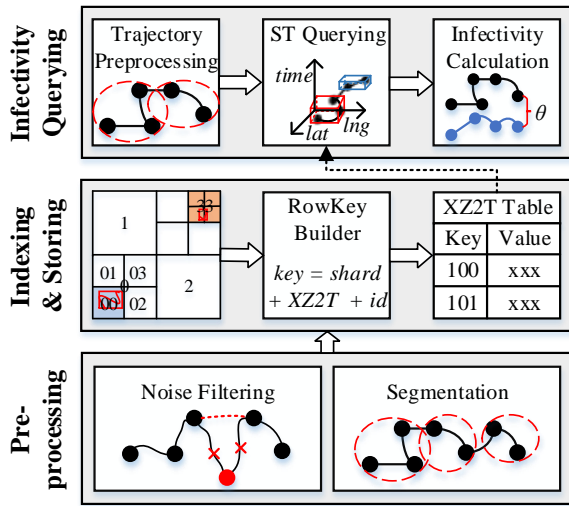 Infectivity
Querying
Trajectory
Preprocessing
ST Querying
time
lat
lng
Infectivity
Calculation
θ
Indexing
& Storing
1
33
01
03
0
00
02
2
RowKey
Builder
key = shard
+ XZ2T + id
XZ2T Table
Key
Value
100
xxx
101
xxx
Pre-
processing
Noise Filtering
Segmentation